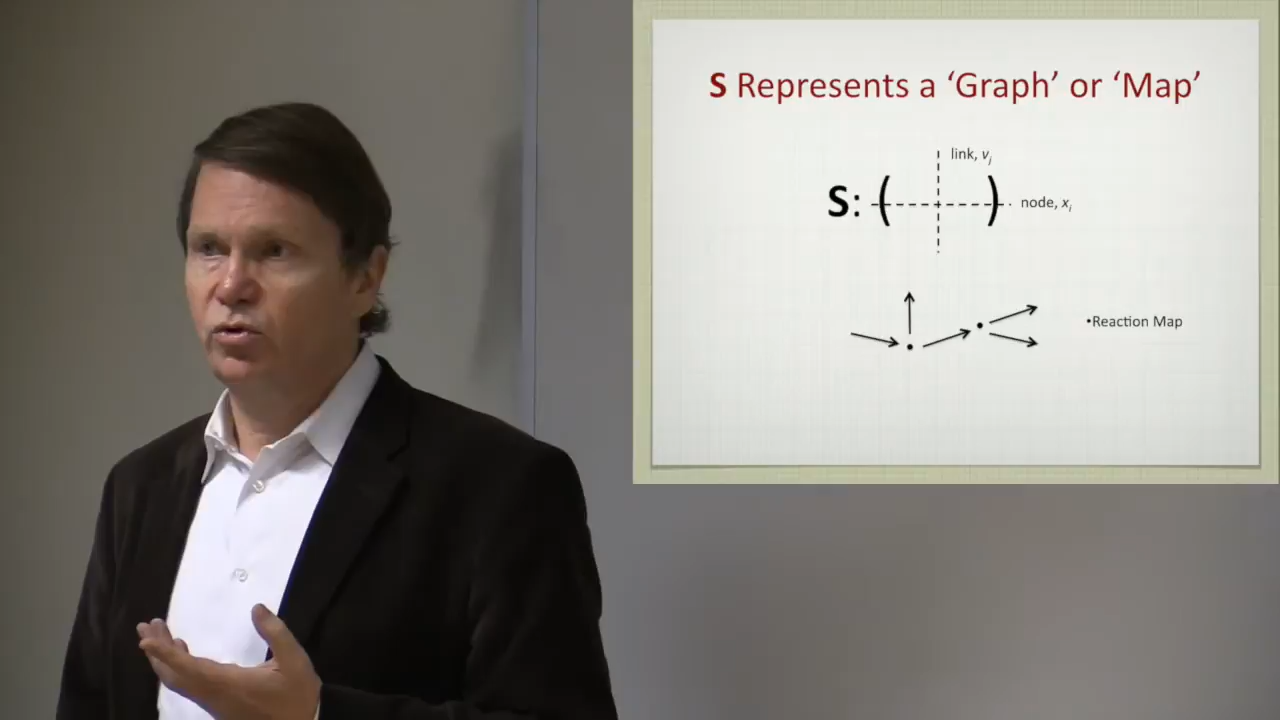 S Represents a ‘Graph’ or ‘Map’
link, vj
S: ( ) node, xi
•Reaction Map